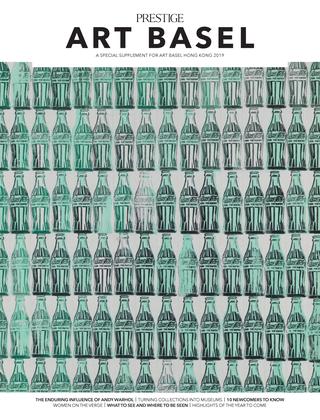 PRESTIGE
ART BASEL
A SPECIAL SUPPLEMENT FOR ART BASEL HONG KONG 2019
THE ENDURING INFLUENCE OF ANDY WARHOL | TURNING COLLECTIONS INTO MUSEUMS | 10 NEWCOMERS TO KNOW
WOMEN ON THE VERGE | WHAT TO SEE AND WHERE TO BE SEEN | HIGHLIGHTS OF THE YEAR TO COME